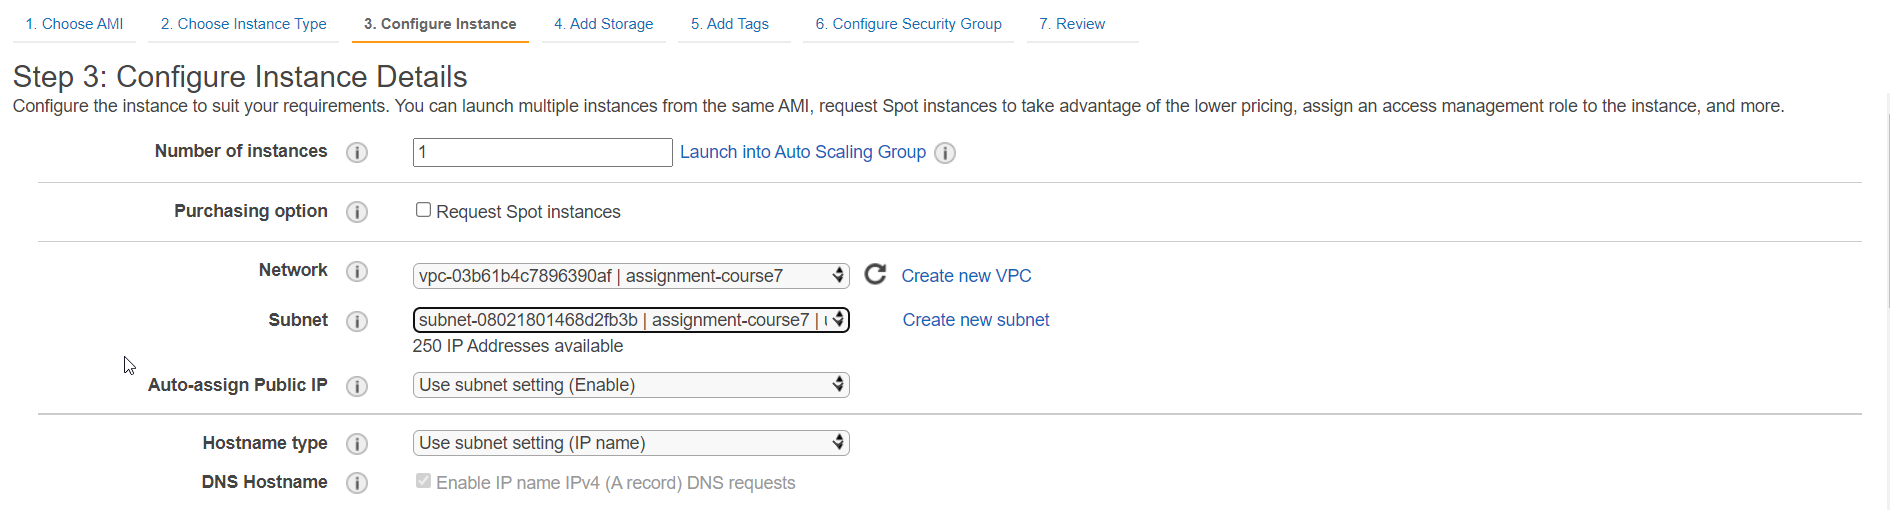 1. Choose AMI 2. Choose Instance Type 3. Configure Instance 4. Add Storage 5. Add Tags 6. Configure Security Group 7. Review
Step 3: Configure Instance Details
Configure the instance to suit your requirements. You can launch multiple instances from the same AMI, request Spot instances to take advantage of the lower pricing, assign an access management role to the instance, and more.
Number of instances 1 Launch into Auto Scaling Group
Purchasing option Request Spot instances
Network vpc-03b61b4c7896390af | assignment-course7 Create new VPC
Subnet subnet-08021801468d2fb3b | assignment-course7 | Create new subnet
250 IP Addresses available
Auto-assign Public IP Use subnet setting (Enable)
Hostname type Use subnet setting (IP name)
DNS Hostname Enable IP name IPv4 (A record) DNS requests